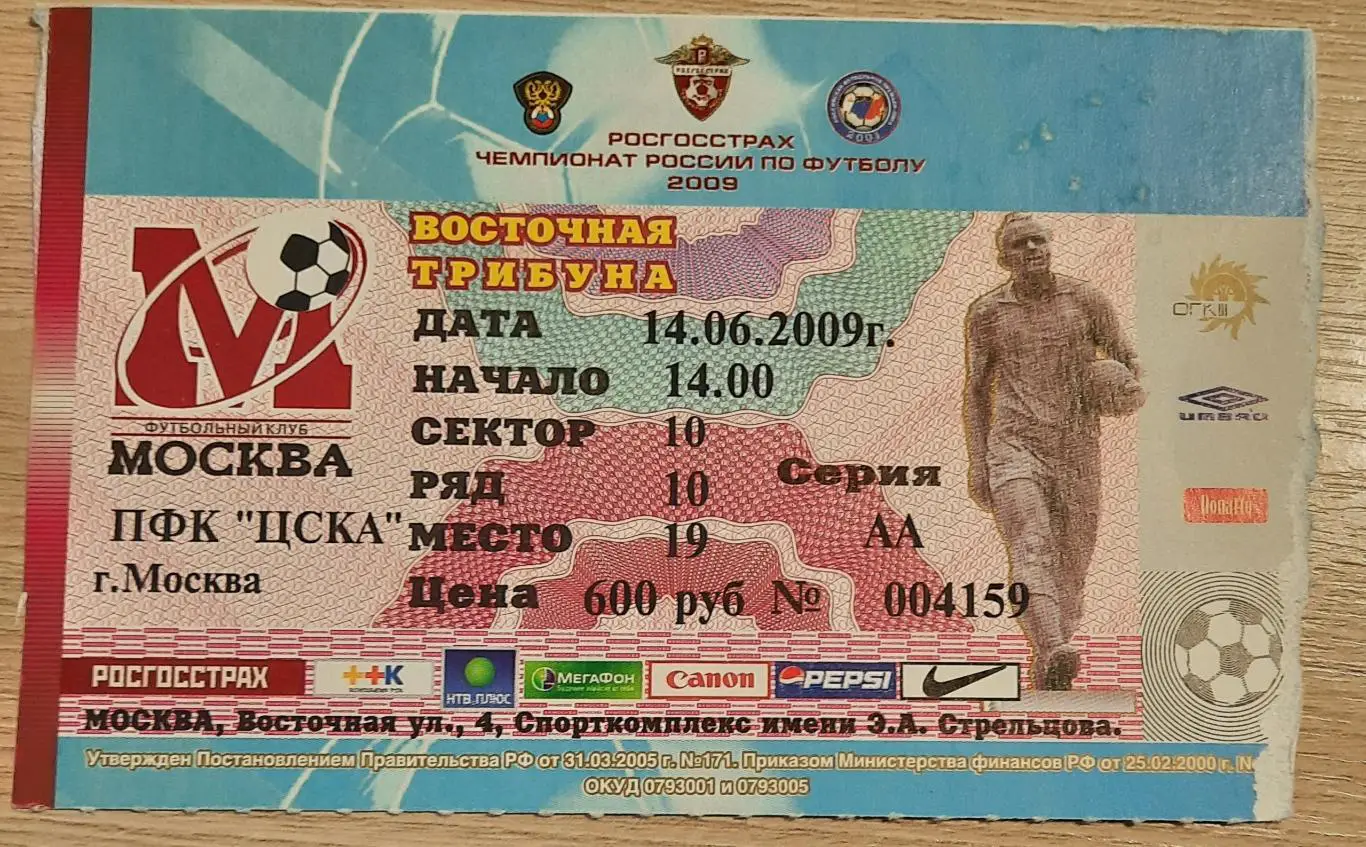 РОСГОССТРАХ
ЧЕМПИОНАТ РОССИИ ПО ФУТБОЛУ
2009
ВОСТОЧНАЯ
ТРИБУНА
ДАТА 14.06.2009г.
НАЧАЛО 14.00
СЕКТОР 10
РЯД 10
МЕСТО 19
Цена 600 руб
Серия
АА
№ 004159
ФУТБОЛЬНЫЙ КЛУБ
МОСКВА
ПФК "ЦСКА"
г.Москва
ОГК III
UMBRO
РОСГОССТРАХ
++К
НТВ ПЛЮС
МЕГАФОН
Canon
PEPSI
МОСКВА, Восточная ул., 4, Спорткомплекс имени Э.А. Стрельцова.
Утвержден Постановлением Правительства РФ от 31.03.2005 г. №171. Приказом Министерства финансов РФ от 25.02.2000 г. N
ОКУД 0793001 и 0793005